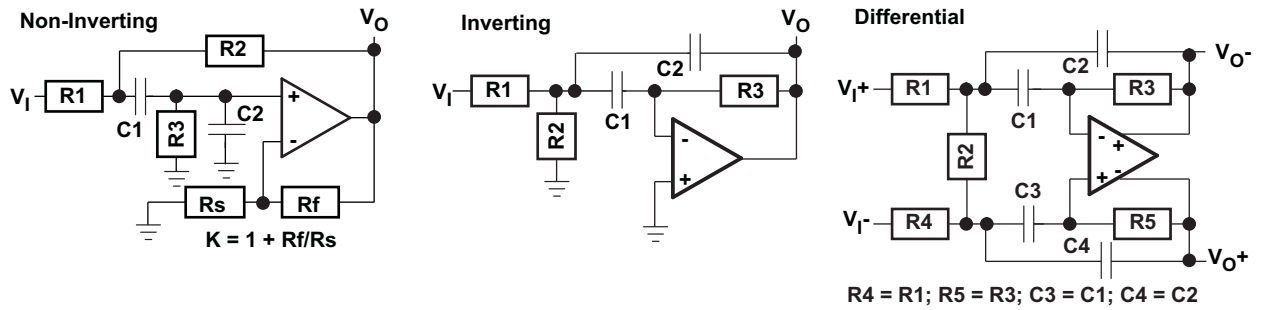 Non-Inverting
V_O
R2
V_I
R1
C1
R3
C2
+
-
Rs
Rf
K = 1 + Rf/Rs
Inverting
V_O
C2
V_I
R1
R3
C1
R2
-
+
Differential
V_O-
C2
V_I+
R1
R3
C1
R2
-
+
+
-
C3
V_I-
R4
R5
C4
V_O+
R4 = R1; R5 = R3; C3 = C1; C4 = C2